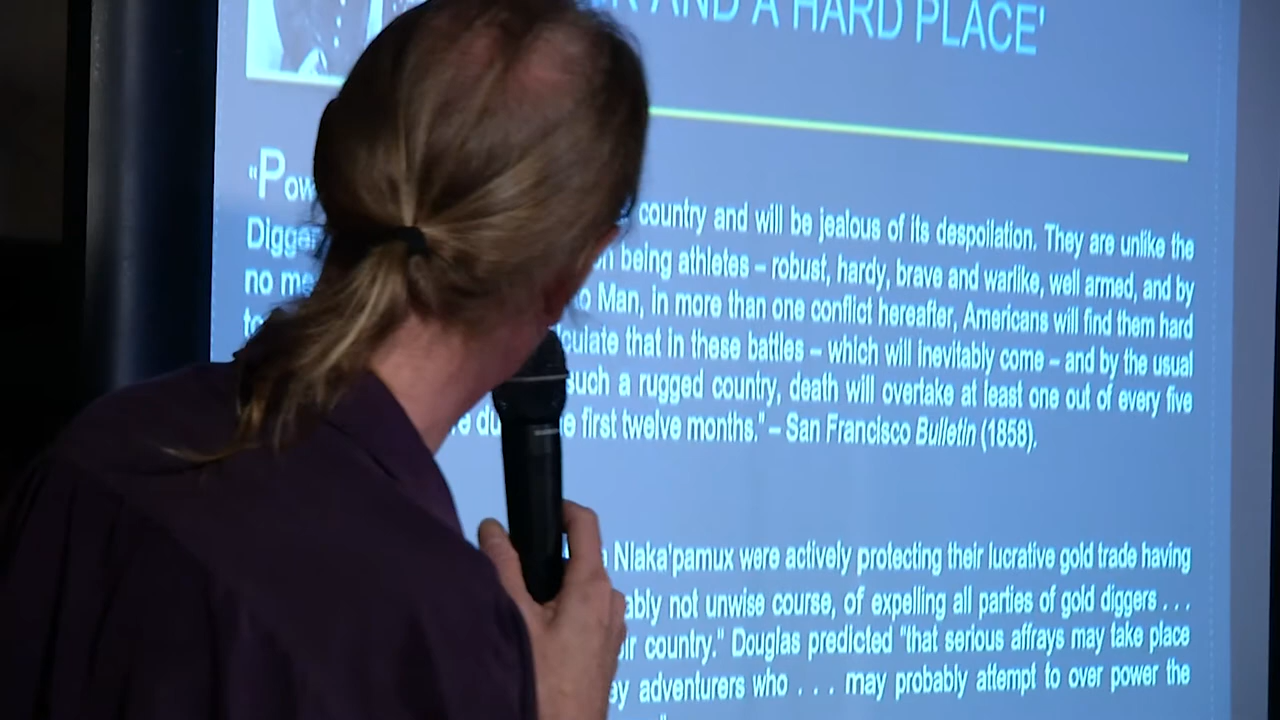 AND A HARD PLACE'
"Pow country and will be jealous of its despoilation. They are unlike the
Digge being athletes – robust, hardy, brave and warlike, well armed, and by
no me Man, in more than one conflict hereafter, Americans will find them hard
to culate that in these battles – which will inevitably come – and by the usual
such a rugged country, death will overtake at least one out of every five
first twelve months." – San Francisco Bulletin (1858).
Nlaka'pamux were actively protecting their lucrative gold trade having
ably not unwise course, of expelling all parties of gold diggers . . .
ir country." Douglas predicted "that serious affrays may take place
ey adventurers who . . . may probably attempt to over power the